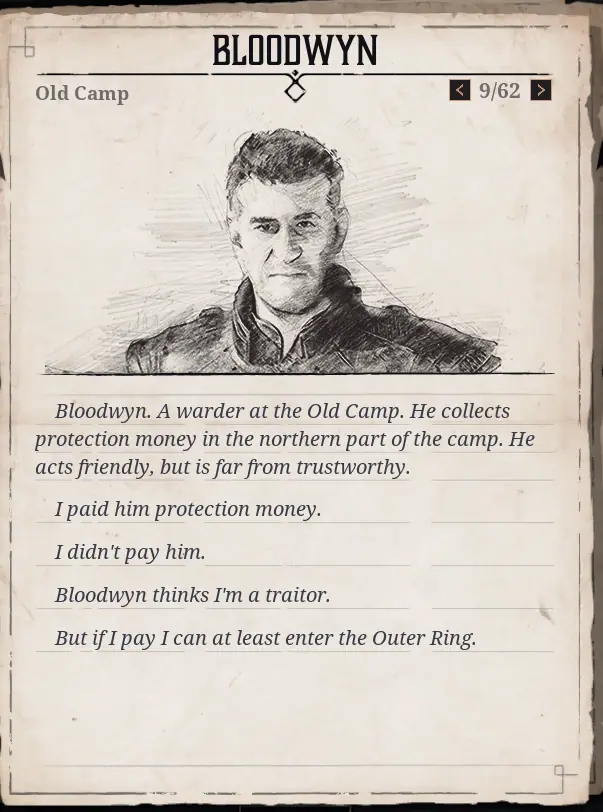 BLOODWYN
Old Camp
9/62
Bloodwyn. A warder at the Old Camp. He collects
protection money in the northern part of the camp. He
acts friendly, but is far from trustworthy.
I paid him protection money.
I didn't pay him.
Bloodwyn thinks I'm a traitor.
But if I pay I can at least enter the Outer Ring.